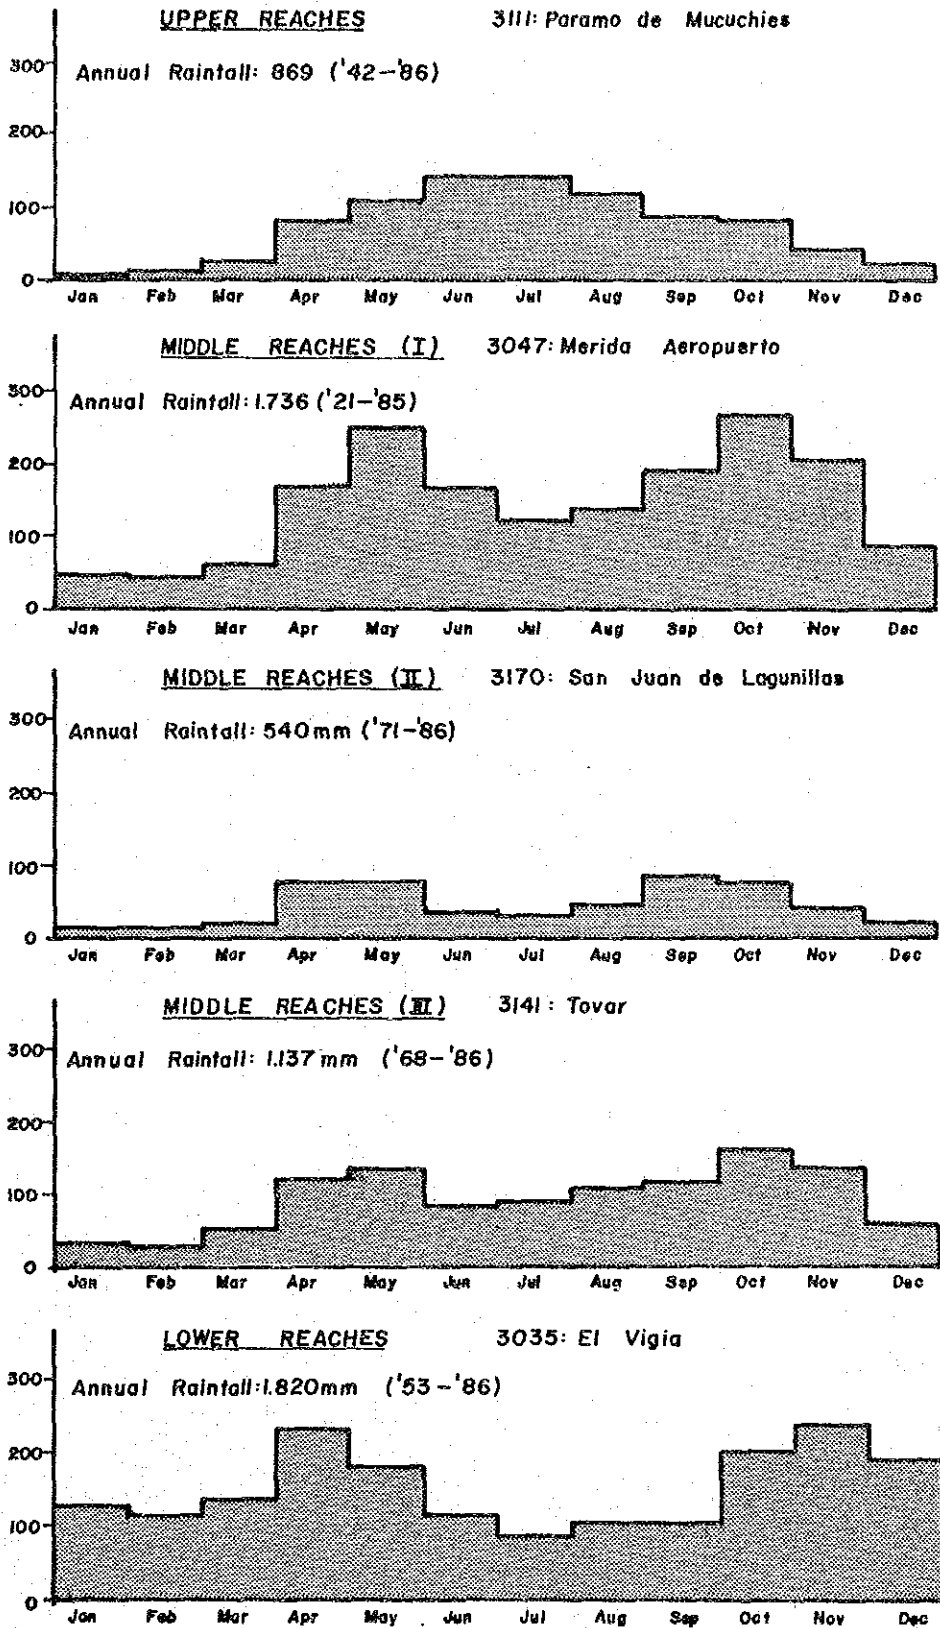 UPPER REACHES 3111: Paramo de Mucuchies
Annual Rainfall: 869 ('42-'86)
300
200
100
0
Jan Feb Mar Apr May Jun Jul Aug Sep Oct Nov Dec
MIDDLE REACHES (I) 3047: Merida Aeropuerto
Annual Rainfall: 1.736 ('21-'85)
300
200
100
0
Jan Feb Mar Apr May Jun Jul Aug Sep Oct Nov Dec
MIDDLE REACHES (II) 3170: San Juan de Lagunillas
Annual Rainfall: 540mm ('71-'86)
300
200
100
0
Jan Feb Mar Apr May Jun Jul Aug Sep Oct Nov Dec
MIDDLE REACHES (III) 3141: Tovar
Annual Rainfall: 1.137 mm ('68-'86)
300
200
100
0
Jan Feb Mar Apr May Jun Jul Aug Sep Oct Nov Dec
LOWER REACHES 3035: El Vigia
Annual Rainfall: 1.820mm ('53-'86)
300
200
100
0
Jan Feb Mar Apr May Jun Jul Aug Sep Oct Nov Dec